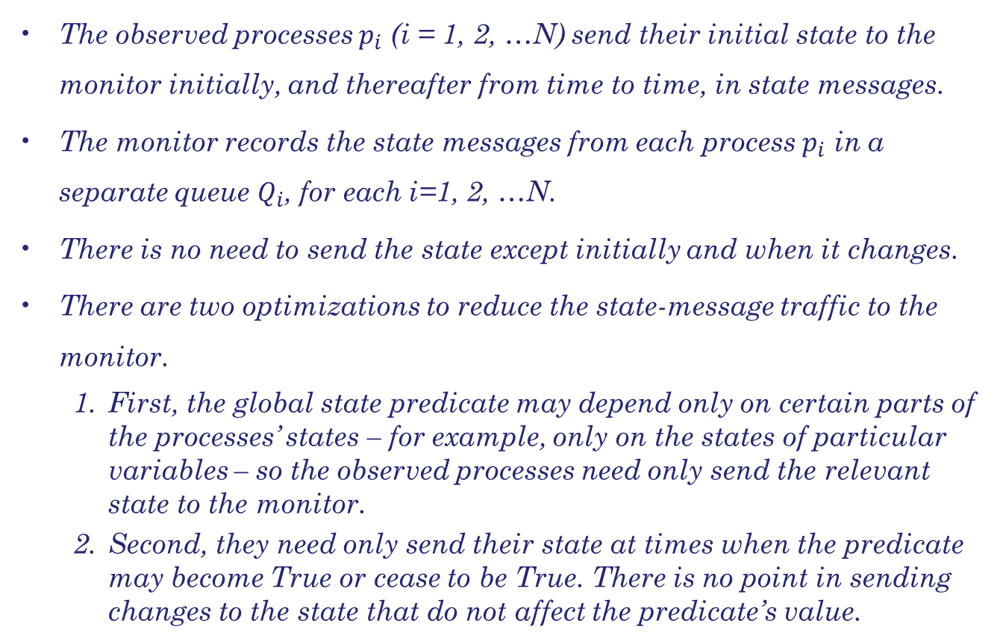 • The observed processes pᵢ (i = 1, 2, …N) send their initial state to the
monitor initially, and thereafter from time to time, in state messages.
• The monitor records the state messages from each process pᵢ in a
separate queue Qᵢ, for each i=1, 2, …N.
• There is no need to send the state except initially and when it changes.
• There are two optimizations to reduce the state-message traffic to the
monitor.
1. First, the global state predicate may depend only on certain parts of
the processes’ states – for example, only on the states of particular
variables – so the observed processes need only send the relevant
state to the monitor.
2. Second, they need only send their state at times when the predicate
may become True or cease to be True. There is no point in sending
changes to the state that do not affect the predicate’s value.